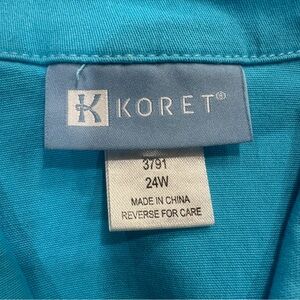 K KORET®
3791
24W
MADE IN CHINA
REVERSE FOR CARE